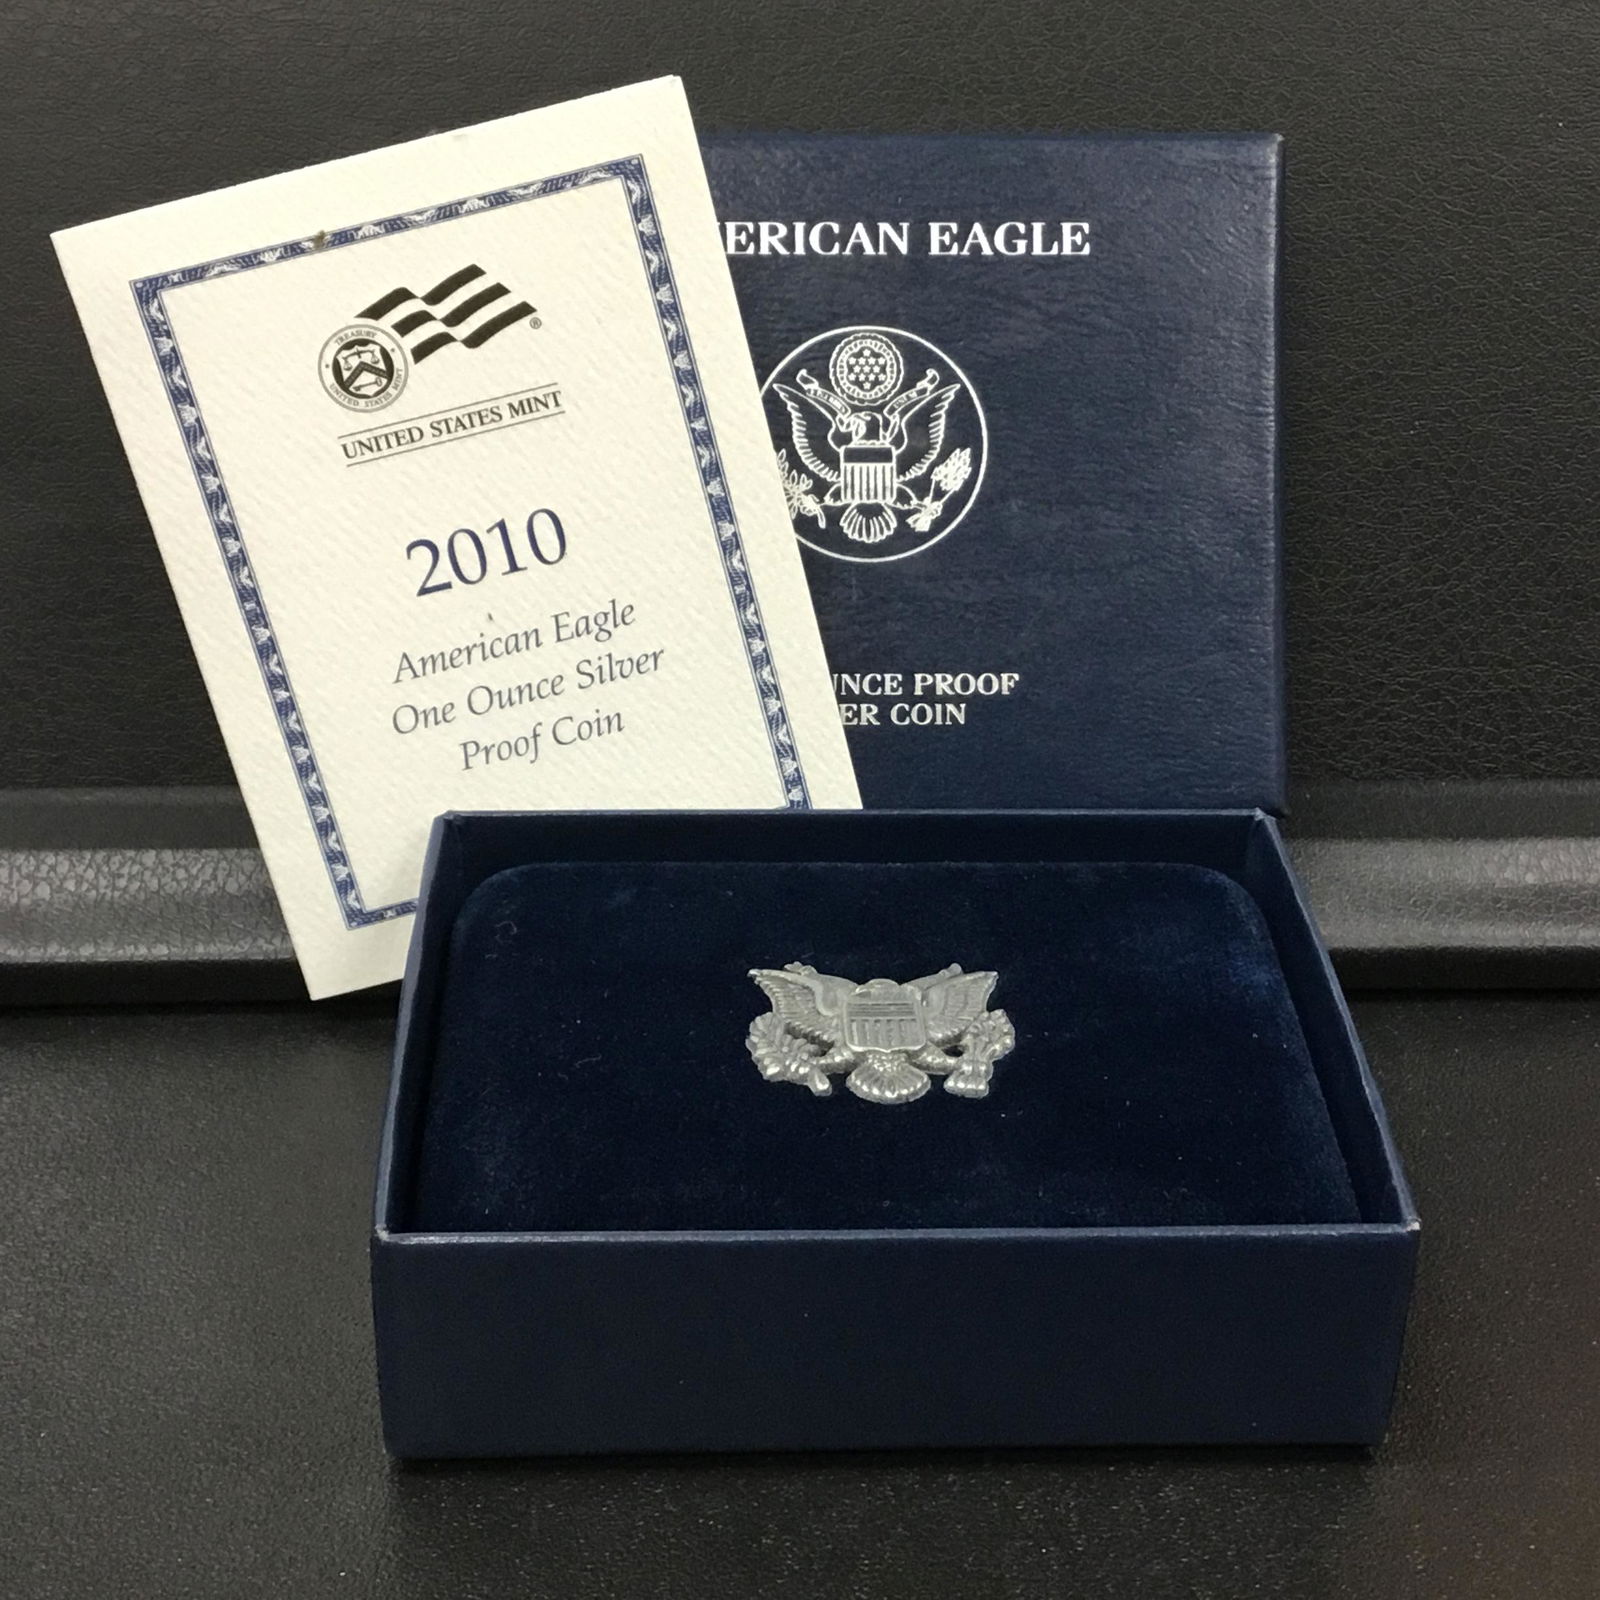 TREASURY
UNITED STATES MINT
®
UNITED STATES MINT
2010
American Eagle
One Ounce Silver
Proof Coin
ERICAN EAGLE
NCE PROOF
ER COIN